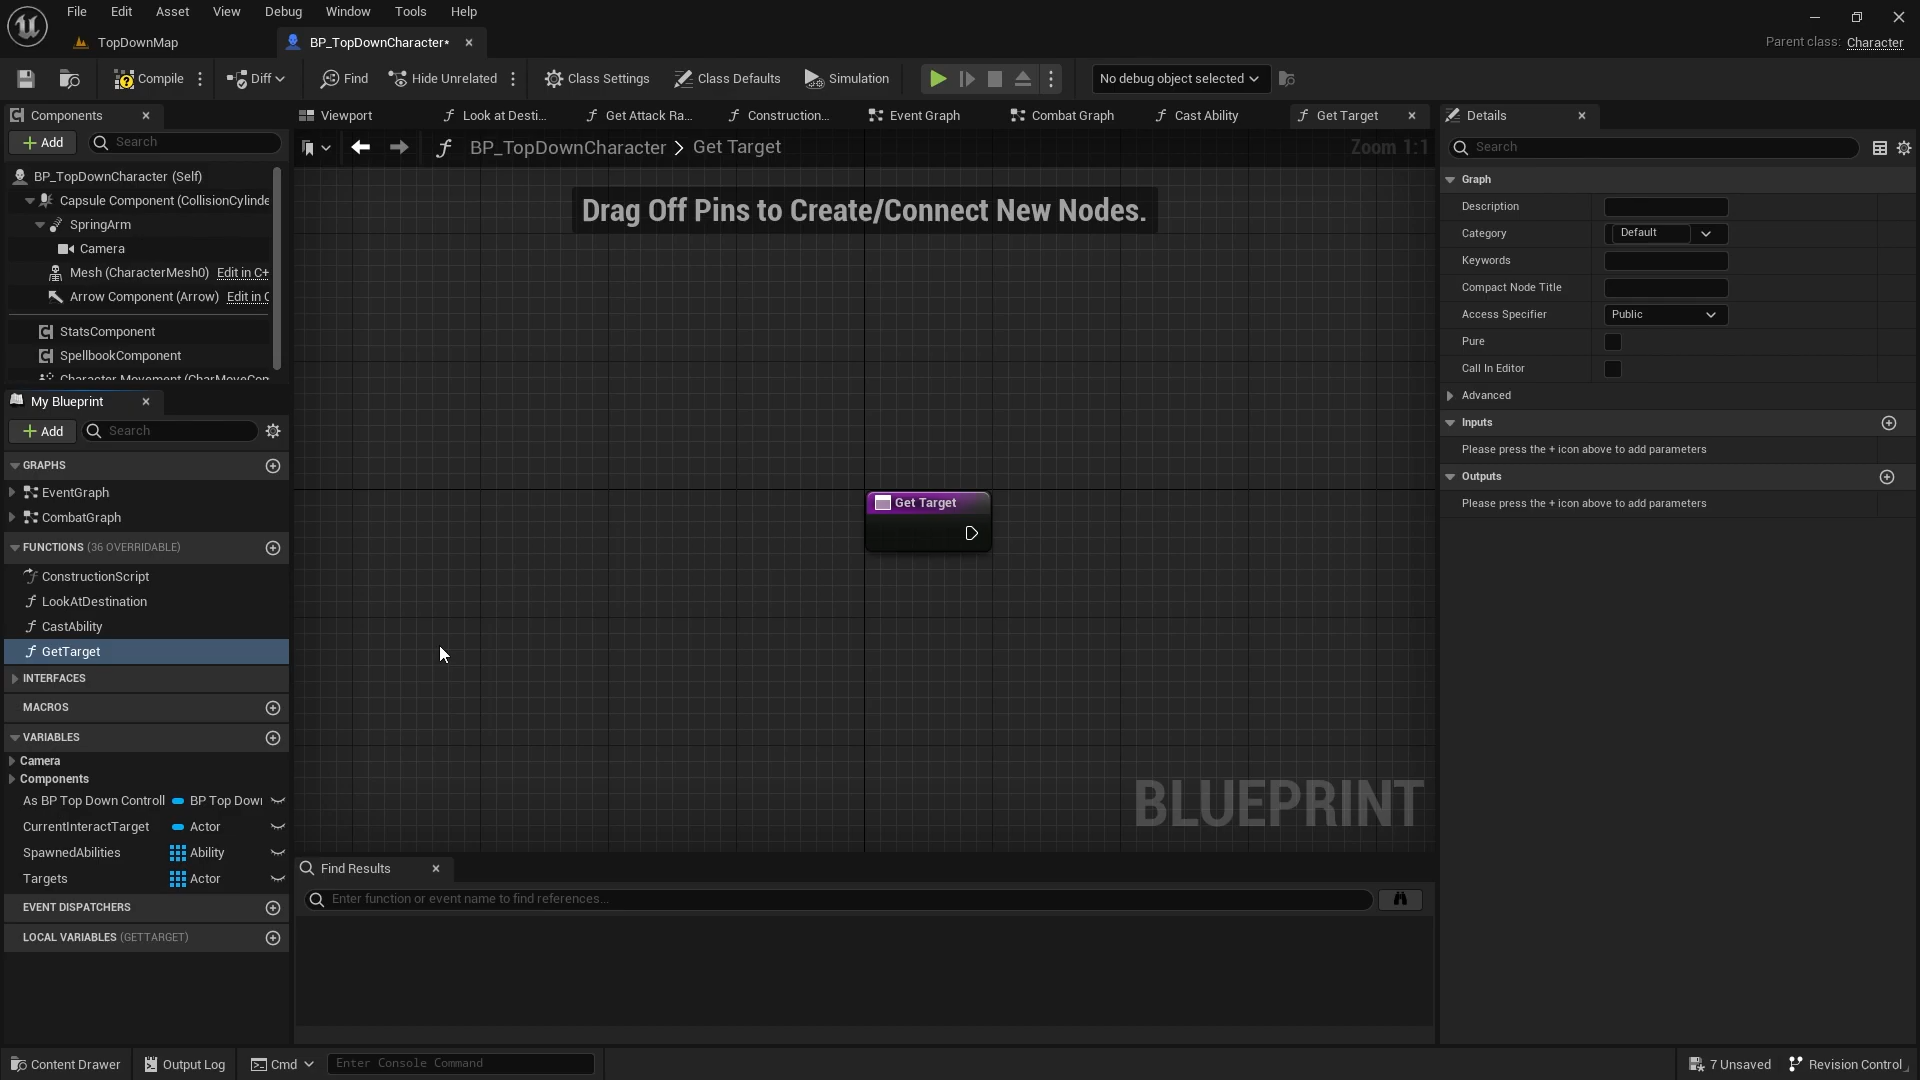 File Edit Asset View Debug Window Tools Help
TopDownMap
BP_TopDownCharacter*
Parent class: Character
Compile
Diff
Find
Hide Unrelated
Class Settings
Class Defaults
Simulation
No debug object selected
Components
Add
Search
BP_TopDownCharacter (Self)
Capsule Component (CollisionCylinde
SpringArm
Camera
Mesh (CharacterMesh0) Edit in C+
Arrow Component (Arrow) Edit in C
StatsComponent
SpellbookComponent
Character Movement (CharMoveCom
My Blueprint
Add
Search
GRAPHS
EventGraph
CombatGraph
FUNCTIONS (36 OVERRIDABLE)
ConstructionScript
LookAtDestination
CastAbility
GetTarget
INTERFACES
MACROS
VARIABLES
Camera
Components
As BP Top Down Controll BP Top Down
CurrentInteractTarget Actor
SpawnedAbilities Ability
Targets Actor
EVENT DISPATCHERS
LOCAL VARIABLES (GETTARGET)
Viewport
Look at Desti...
Get Attack Ra...
Construction...
Event Graph
Combat Graph
Cast Ability
Get Target
BP_TopDownCharacter > Get Target
Zoom 1:1
Drag Off Pins to Create/Connect New Nodes.
Get Target
BLUEPRINT
Find Results
Enter function or event name to find references...
Details
Search
Graph
Description
Category Default
Keywords
Compact Node Title
Access Specifier Public
Pure
Call In Editor
Advanced
Inputs
Please press the + icon above to add parameters
Outputs
Please press the + icon above to add parameters
Content Drawer
Output Log
Cmd
Enter Console Command
7 Unsaved
Revision Control